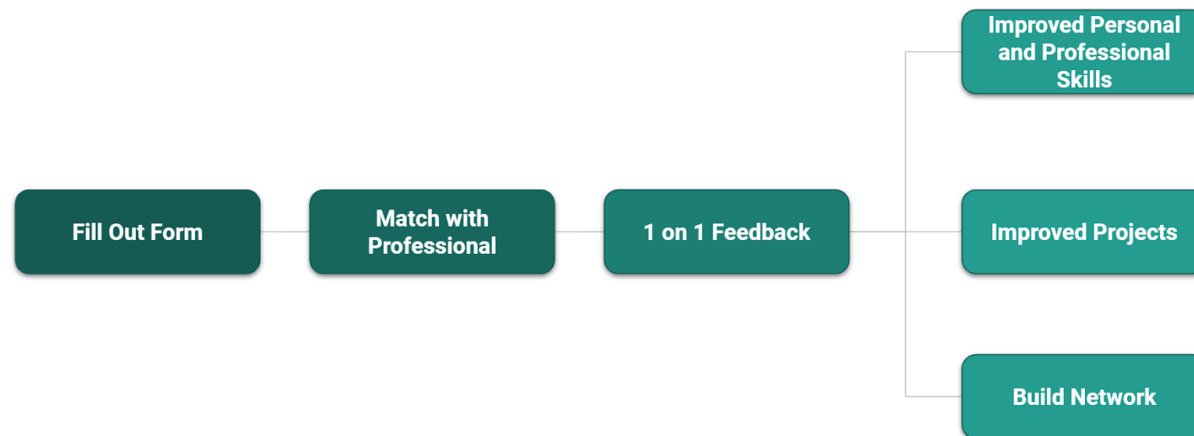 Fill Out Form
Match with
Professional
1 on 1 Feedback
Improved Personal
and Professional
Skills
Improved Projects
Build Network